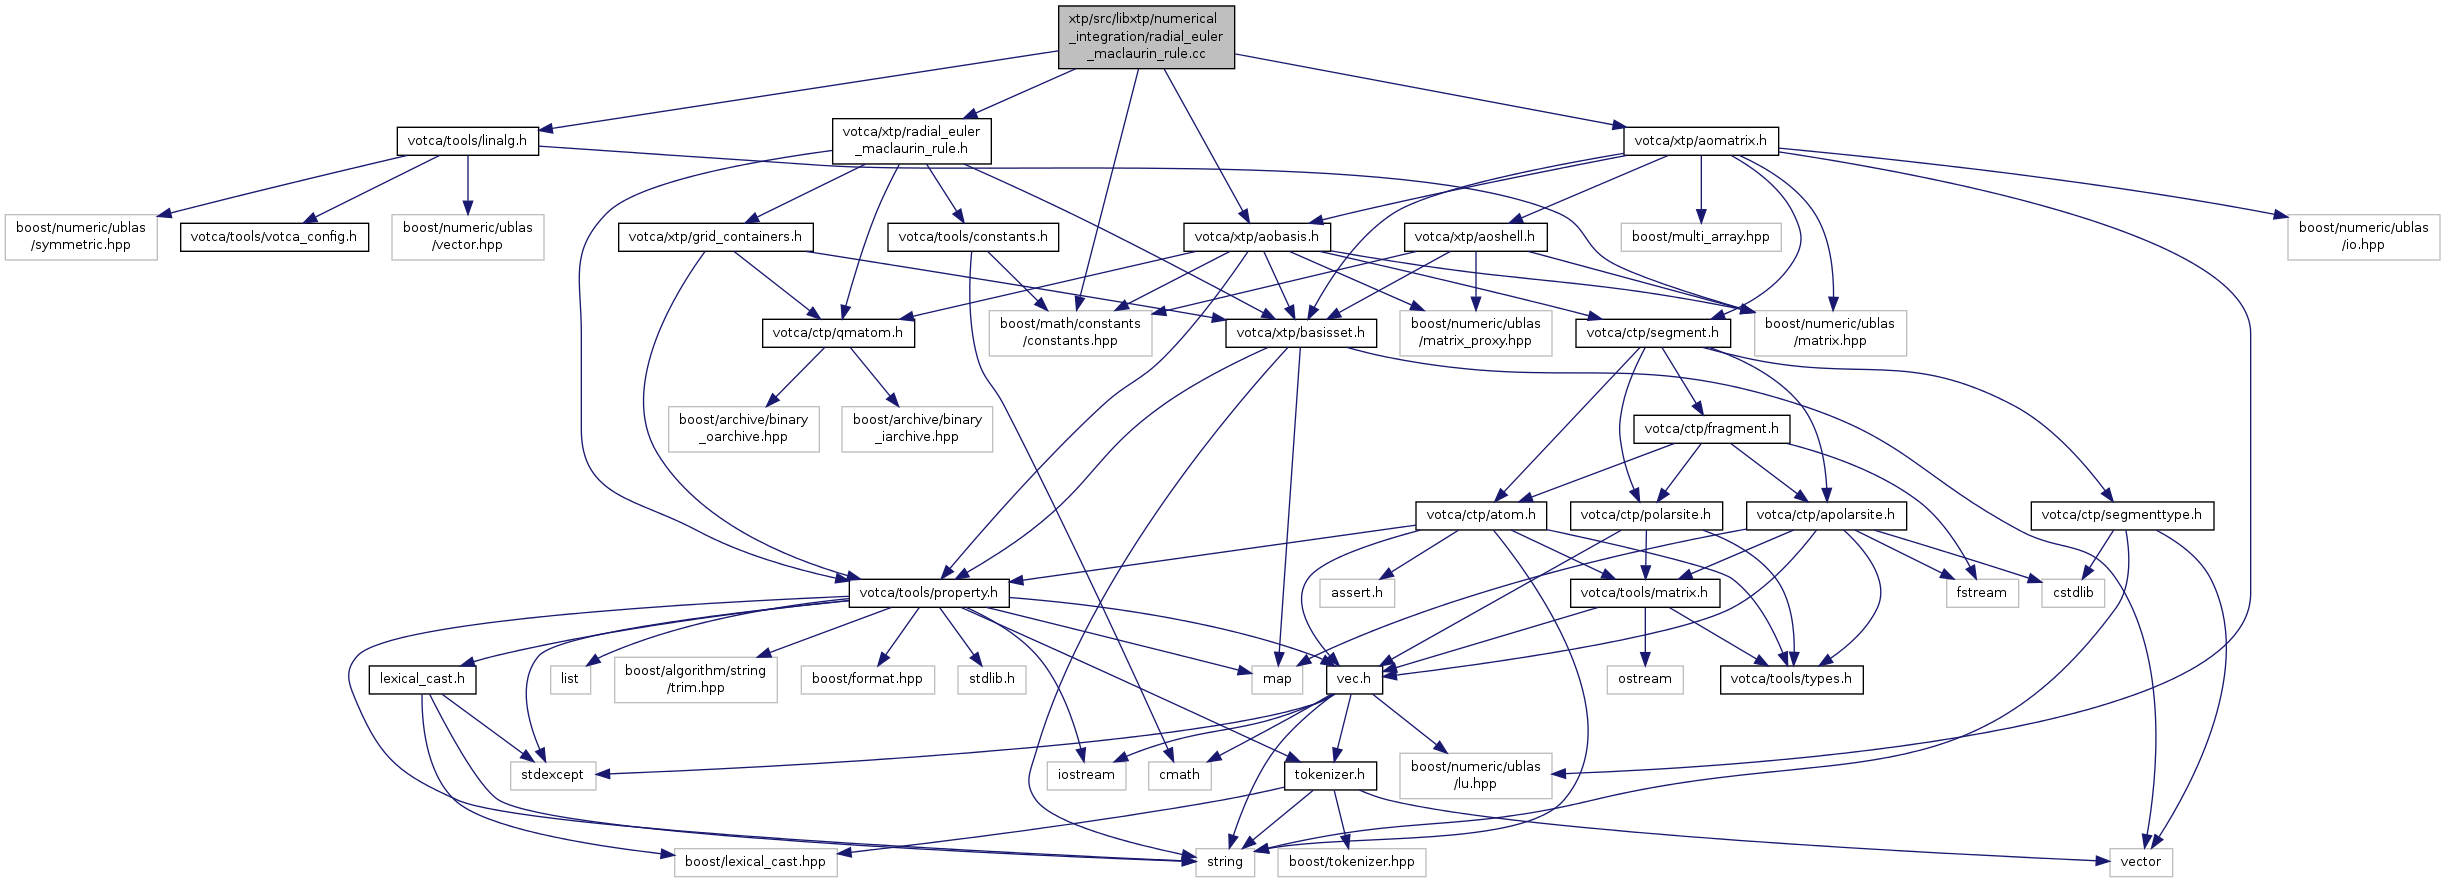 xtp/src/libxtp/numerical
_integration/radial_euler
_maclaurin_rule.cc
votca/tools/linalg.h
votca/xtp/radial_euler
_maclaurin_rule.h
votca/xtp/aomatrix.h
boost/numeric/ublas
/symmetric.hpp
votca/tools/votca_config.h
boost/numeric/ublas
/vector.hpp
votca/xtp/grid_containers.h
votca/tools/constants.h
votca/xtp/aobasis.h
votca/xtp/aoshell.h
boost/multi_array.hpp
boost/numeric/ublas
/io.hpp
votca/ctp/qmatom.h
boost/math/constants
/constants.hpp
votca/xtp/basisset.h
boost/numeric/ublas
/matrix_proxy.hpp
votca/ctp/segment.h
boost/numeric/ublas
/matrix.hpp
boost/archive/binary
_oarchive.hpp
boost/archive/binary
_iarchive.hpp
votca/ctp/fragment.h
votca/ctp/atom.h
votca/ctp/polarsite.h
votca/ctp/apolarsite.h
votca/ctp/segmenttype.h
votca/tools/property.h
assert.h
votca/tools/matrix.h
fstream
cstdlib
lexical_cast.h
list
boost/algorithm/string
/trim.hpp
boost/format.hpp
stdlib.h
map
vec.h
ostream
votca/tools/types.h
stdexcept
iostream
cmath
tokenizer.h
boost/numeric/ublas
/lu.hpp
boost/lexical_cast.hpp
string
boost/tokenizer.hpp
vector